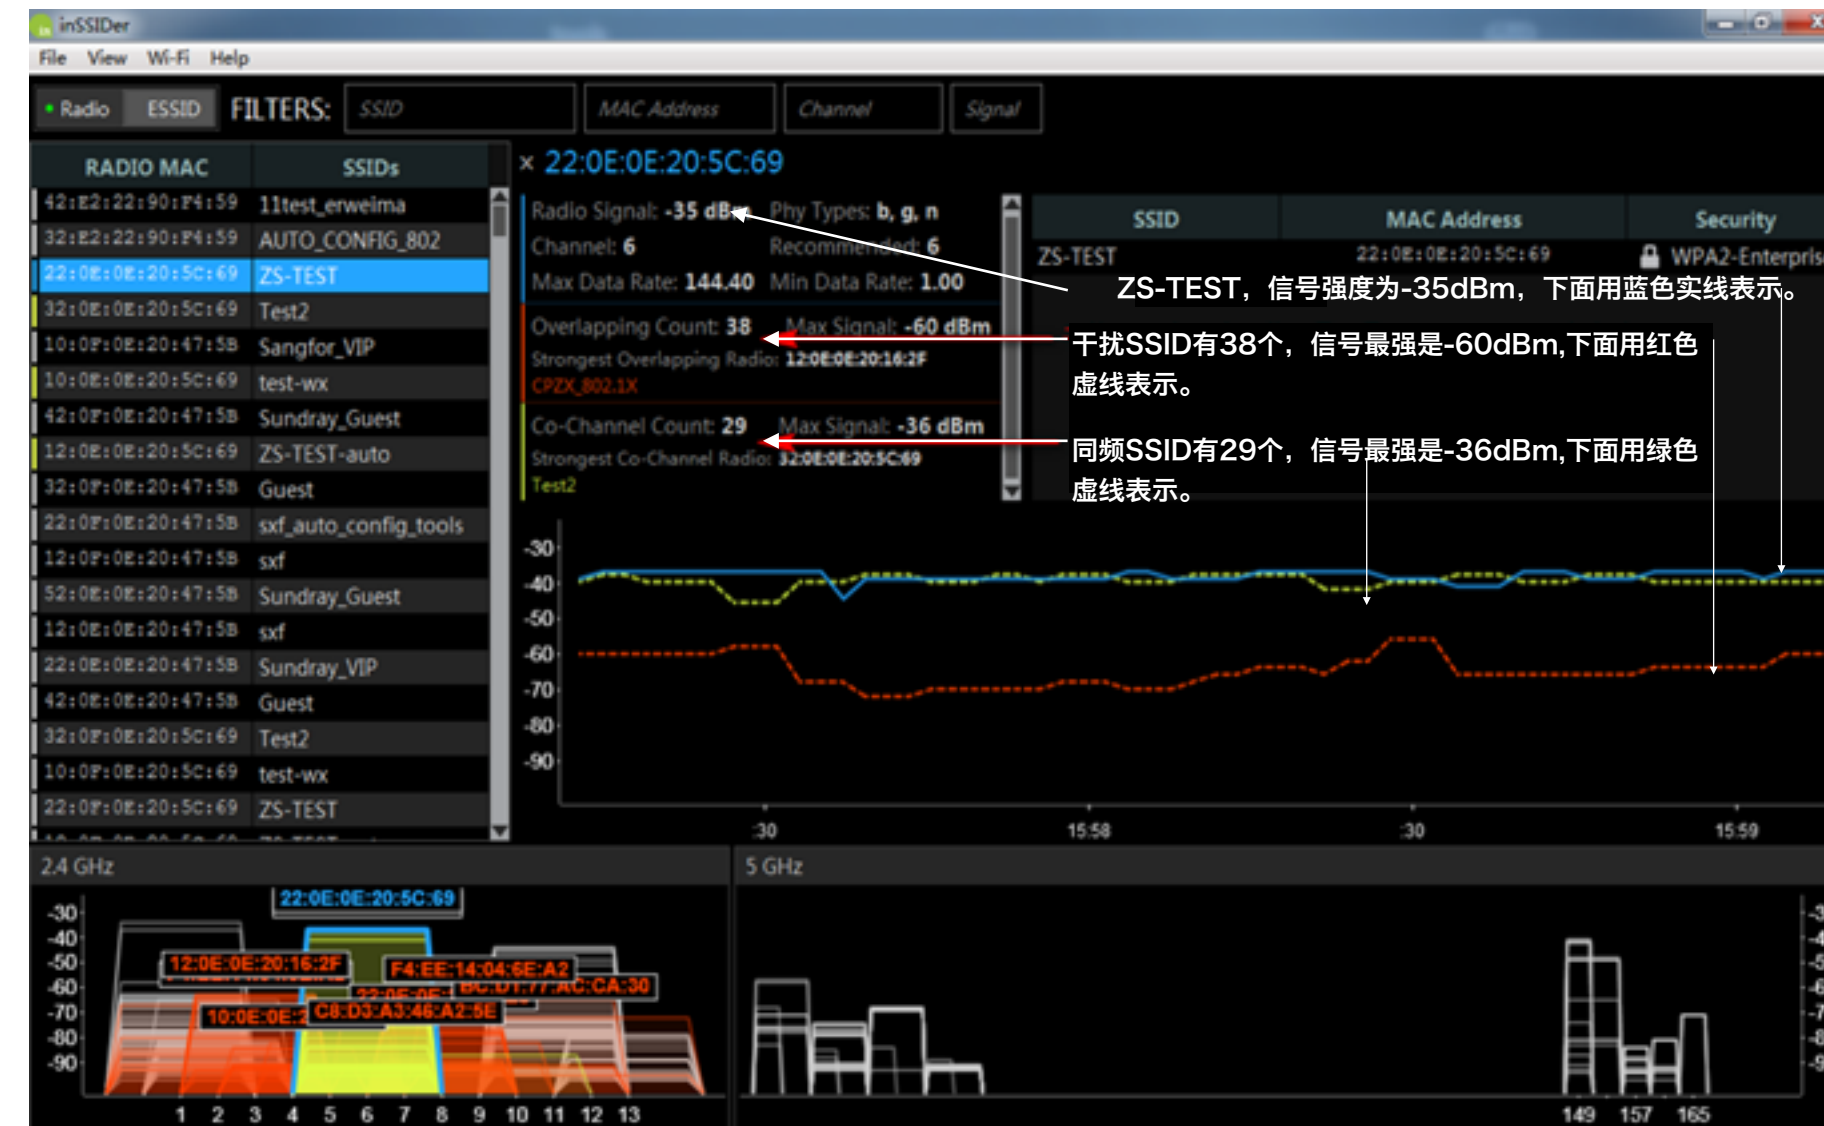 inSSIDer
File View Wi-Fi Help
Radio ESSID FILTERS: SSID MAC Address Channel Signal
RADIO MAC SSIDs
42:E2:22:90:F4:59 11test_erweima
32:E2:22:90:F4:59 AUTO_CONFIG_802
22:0E:0E:20:5C:69 ZS-TEST
32:0E:0E:20:5C:69 Test2
10:0F:0E:20:47:5B Sangfor_VIP
10:0E:0E:20:5C:69 test-wx
42:0F:0E:20:47:5B Sundray_Guest
12:0E:0E:20:5C:69 ZS-TEST-auto
32:0F:0E:20:47:5B Guest
22:0F:0E:20:47:5B sxf_auto_config_tools
12:0F:0E:20:47:5B sxf
52:0E:0E:20:47:5B Sundray_Guest
12:0E:0E:20:47:5B sxf
22:0E:0E:20:47:5B Sundray_VIP
42:0E:0E:20:47:5B Guest
32:0F:0E:20:5C:69 Test2
10:0F:0E:20:5C:69 test-wx
22:0F:0E:20:5C:69 ZS-TEST
× 22:0E:0E:20:5C:69
Radio Signal: -35 dBm Phy Types: b, g, n
Channel: 6 Recommended: 6
Max Data Rate: 144.40 Min Data Rate: 1.00
Overlapping Count: 38 Max Signal: -60 dBm
Strongest Overlapping Radio: 12:0E:0E:20:16:2F
CPZX_802.1X
Co-Channel Count: 29 Max Signal: -36 dBm
Strongest Co-Channel Radio: 32:0E:0E:20:5C:69
Test2
SSID MAC Address Security
ZS-TEST 22:0E:0E:20:5C:69 WPA2-Enterpris
ZS-TEST，信号强度为-35dBm，下面用蓝色实线表示。
干扰SSID有38个，信号最强是-60dBm,下面用红色
虚线表示。
同频SSID有29个，信号最强是-36dBm,下面用绿色
虚线表示。
-30
-40
-50
-60
-70
-80
-90
:30 15:58 :30 15:59
2.4 GHz
22:0E:0E:20:5C:69
12:0E:0E:20:16:2F
F4:EE:14:04:6E:A2
BC:D1:77:AC:CA:30
22:0E:0E:
10:0E:0E:2
C8:D3:A3:46:A2:5E
-30
-40
-50
-60
-70
-80
-90
1 2 3 4 5 6 7 8 9 10 11 12 13
5 GHz
149 157 165